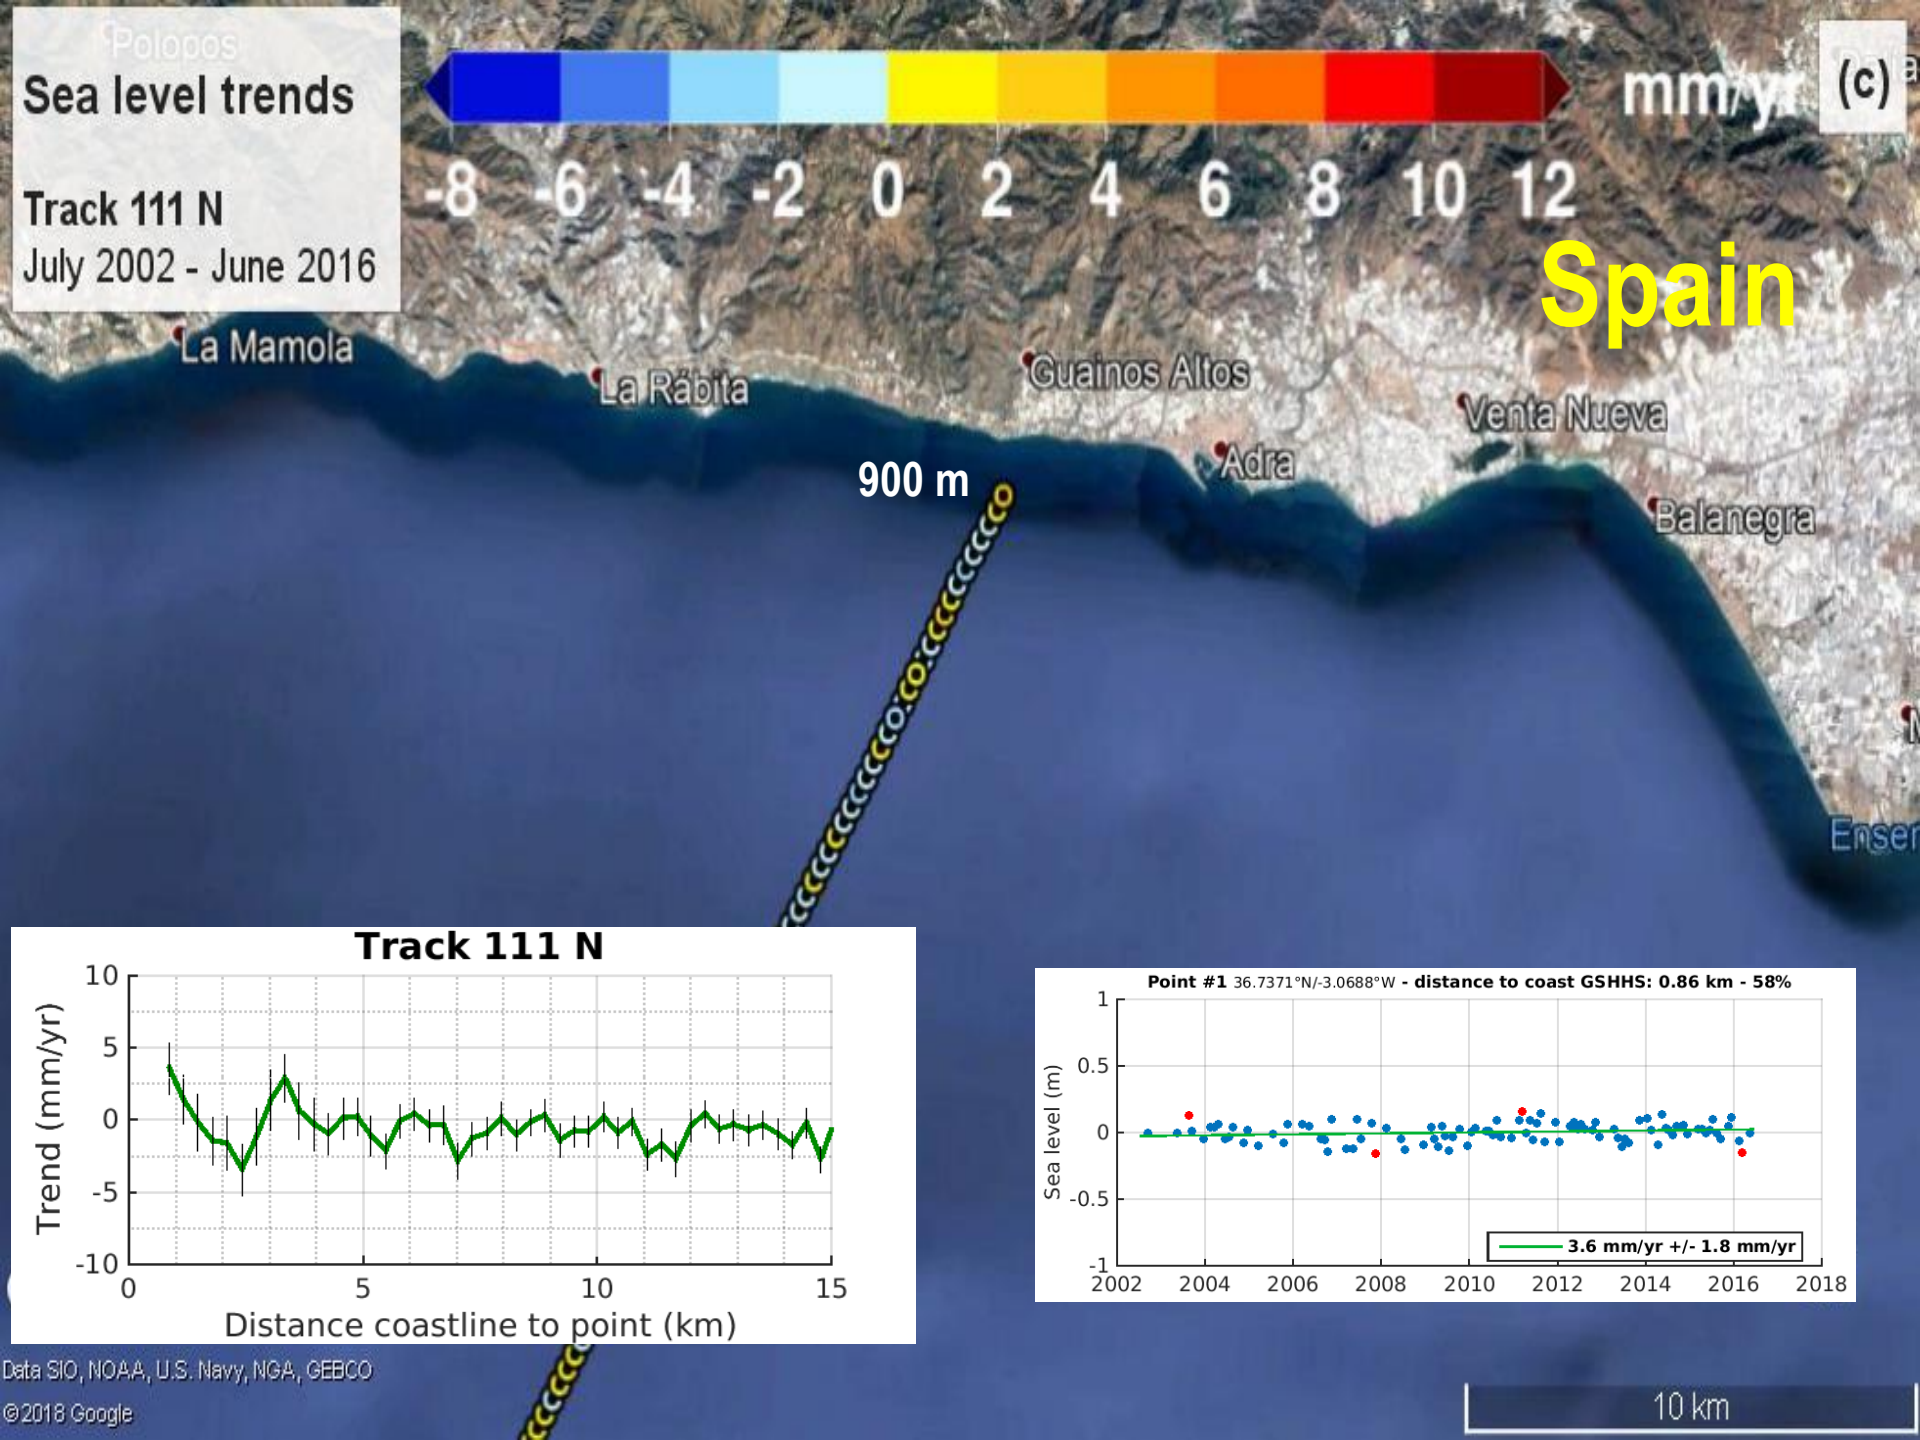 Polopos
Sea level trends
Track 111 N
July 2002 - June 2016
mm/yr
(c)
-8 -6 -4 -2 0 2 4 6 8 10 12
Spain
La Mamola
La Rábita
Guainos Altos
Venta Nueva
Adra
Balanegra
900 m
Enser
Track 111 N
Trend (mm/yr)
10
5
0
-5
-10
0 5 10 15
Distance coastline to point (km)
Point #1 36.7371°N/-3.0688°W - distance to coast GSHHS: 0.86 km - 58%
Sea level (m)
1
0.5
0
-0.5
-1
3.6 mm/yr +/- 1.8 mm/yr
2002 2004 2006 2008 2010 2012 2014 2016 2018
Data SIO, NOAA, U.S. Navy, NGA, GEBCO
©2018 Google
10 km